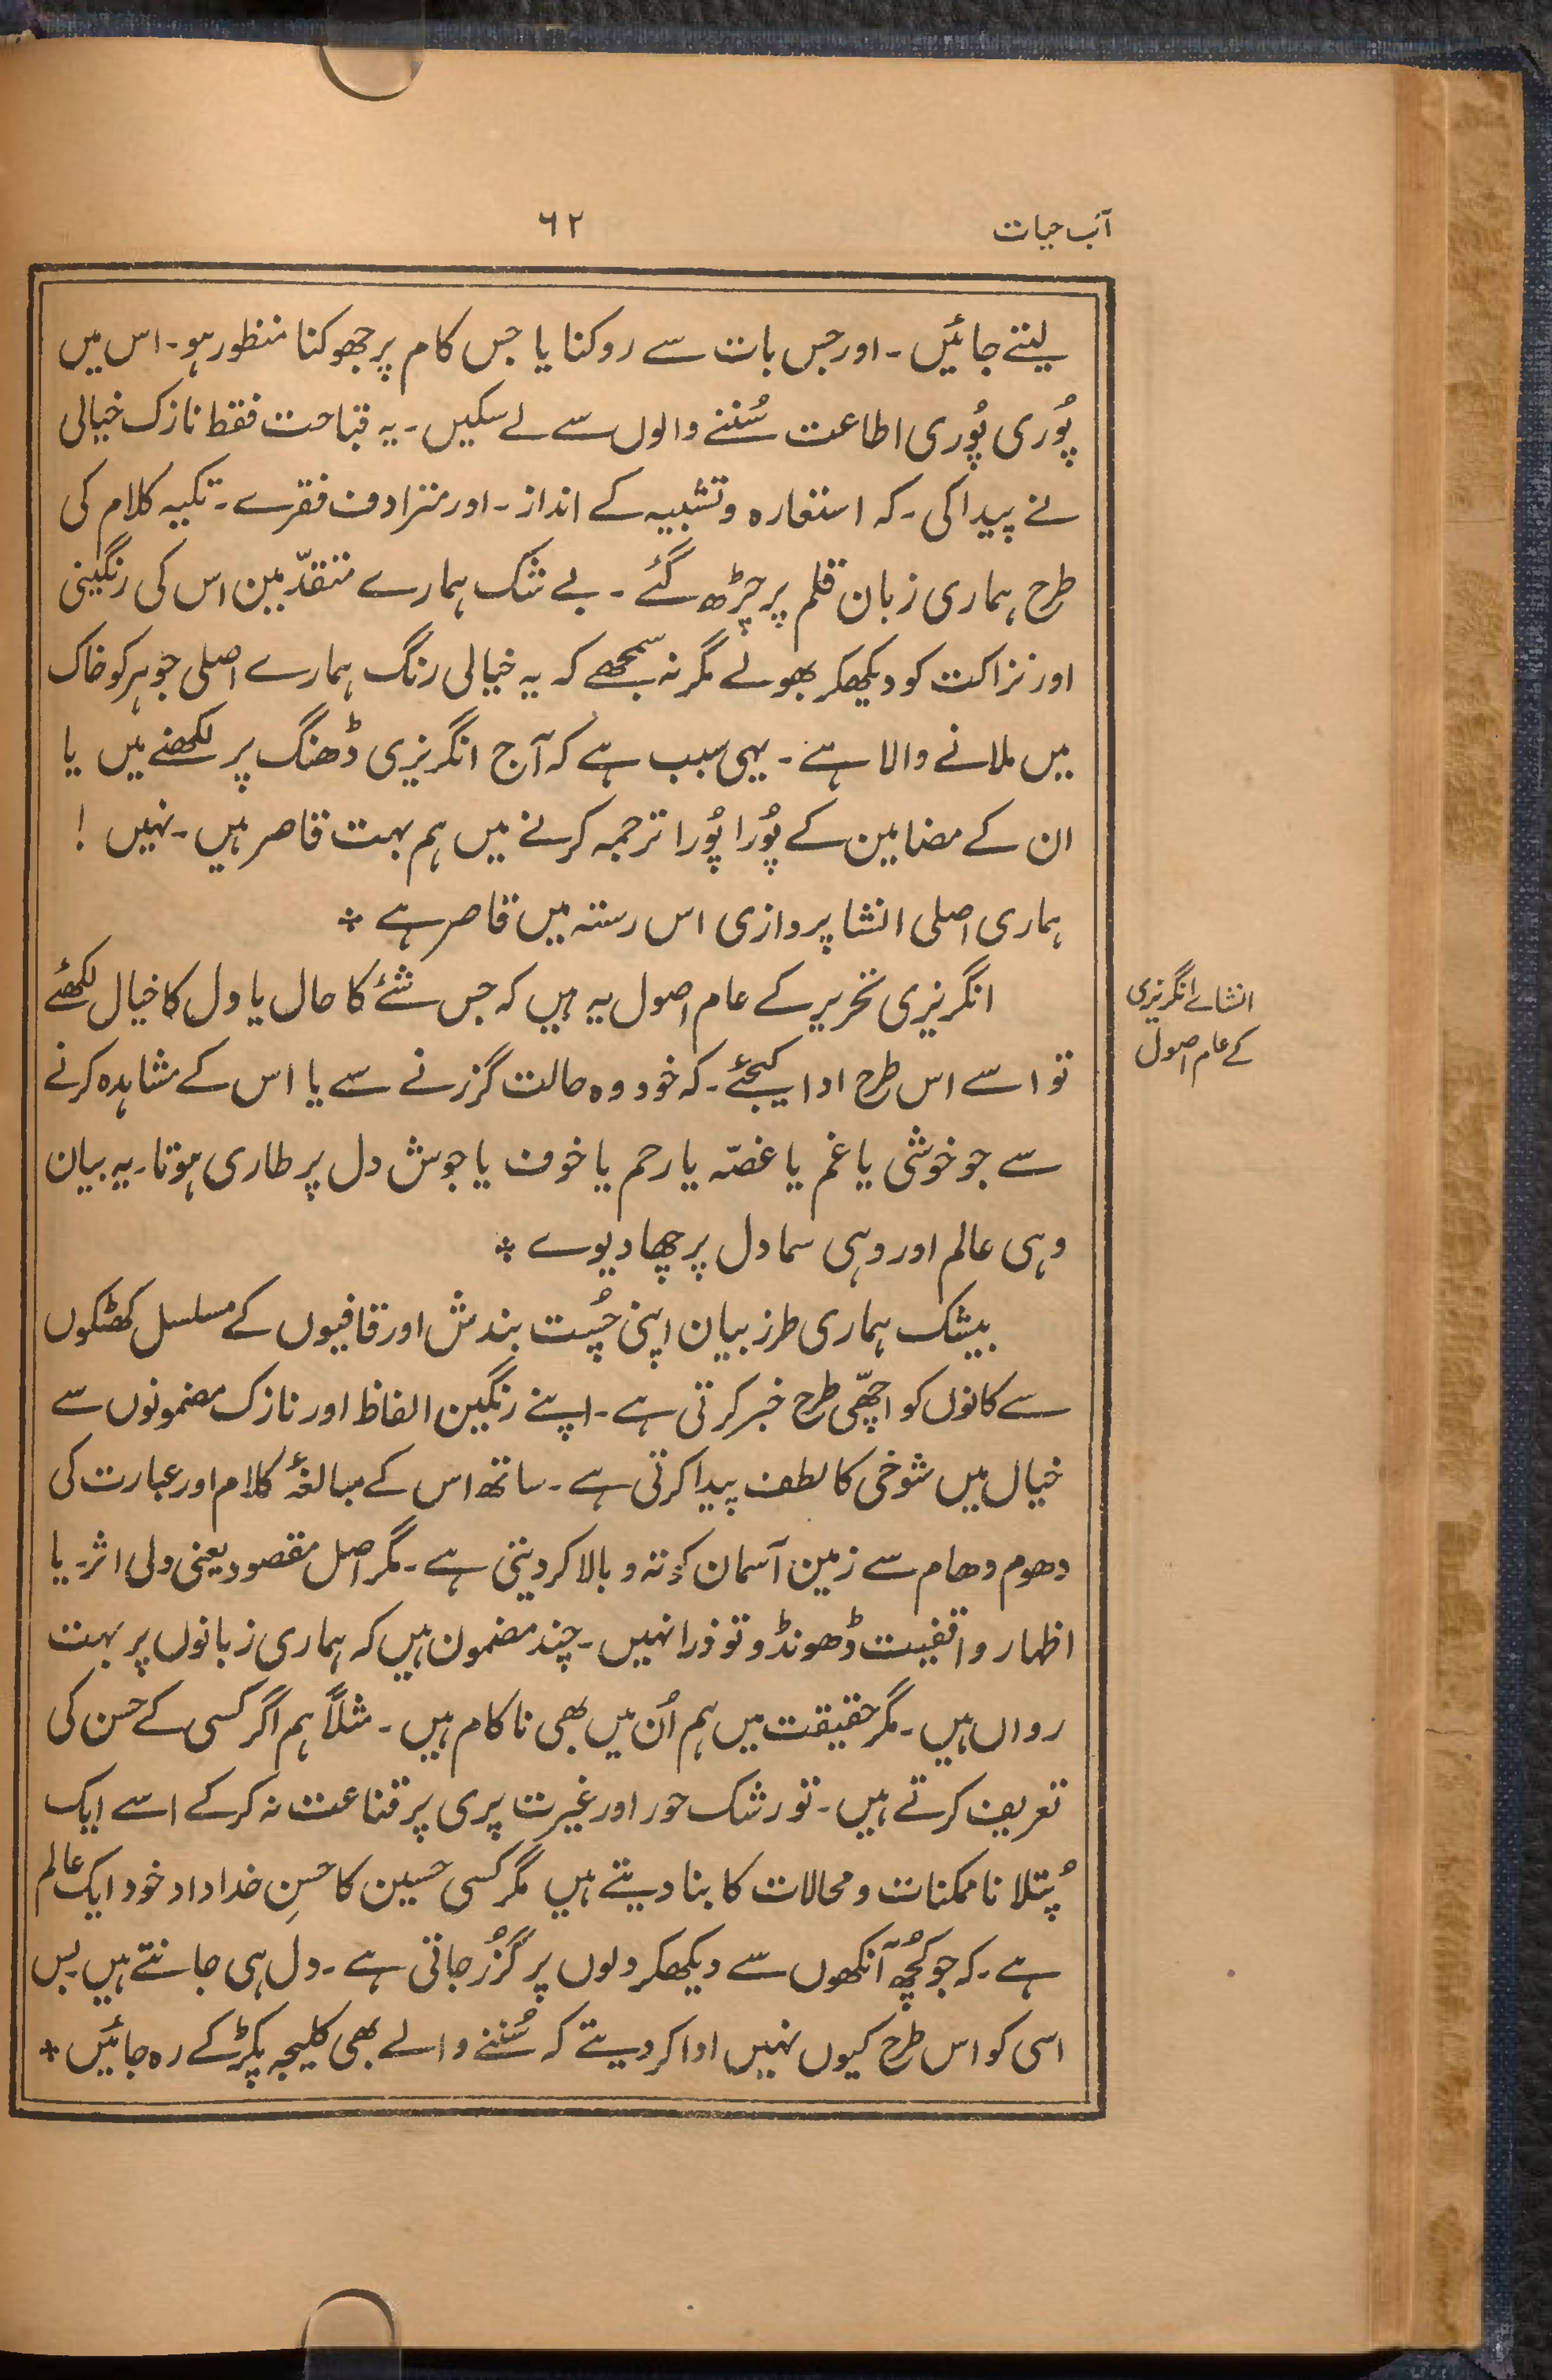 آب حیات
۶۲
لیتے جائیں۔ اور جس بات سے روکنا یا جس کام پر جھوکنا منظور ہو۔ اس میں
پُوری پُوری اطاعت سُننے والوں سے لے سکیں۔ یہ قباحت فقط نازک خیالی
نے پیدا کی۔ کہ استعارہ و تشبیہ کے انداز۔ اور مترادف فقرے۔ تکیہ کلام کی
طرح ہماری زبان قلم پر چڑھ گئے۔ بے شک ہمارے متقدّمین اس کی رنگینی
اور نزاکت کو دیکھکر بھولے مگر نہ سمجھے کہ یہ خیالی رنگ ہمارے اصلی جوہر کو خاک
میں ملانے والا ہے۔ یہی سبب ہے کہ آج انگریزی ڈھنگ پر لکھنے میں یا
ان کے مضامین کے پُورا پُورا ترجمہ کرنے میں ہم بہت قاصر ہیں۔ نہیں !
ہماری اصلی انشا پردازی اس رستہ میں قاصر ہے ٭
انشائے انگریزی
کے عام اصول
انگریزی تحریر کے عام اصول یہ ہیں کہ جس شئے کا حال یا دل کا خیال لکھئے
تو اسے اس طرح ادا کیجئے۔ کہ خود وہ حالت گزرنے سے یا اس کے مشاہدہ کرنے
سے جو خوشی یا غم یا غصّہ یا رحم یا خوف یا جوش دل پر طاری ہوتا۔ یہ بیان
وہی عالم اور وہی سما دل پر چھا دیوے ٭
بیشک ہماری طرز بیان اپنی چُست بندش اور قافیوں کے مسلسل کھٹکوں
سے کانوں کو اچھّی طرح خبر کرتی ہے۔ اپنے رنگین الفاظ اور نازک مضمونوں سے
خیال میں شوخی کا لطف پیدا کرتی ہے۔ ساتھ اس کے مبالغۂ کلام اور عبارت کی
دھوم دھام سے زمین آسمان کو تہ و بالا کر دیتی ہے۔ مگر اصل مقصود یعنی دلی اثر۔ یا
اظہار واقفیت ڈھونڈو تو ذرا نہیں۔ چند مضمون ہیں کہ ہماری زبانوں پر بہت
رواں ہیں۔ مگر حقیقت میں ہم اُن میں بھی ناکام ہیں۔ مثلاً ہم اگر کسی کے حسن کی
تعریف کرتے ہیں۔ تو رشک حور اور غیرت پری پر قناعت نہ کرکے اسے ایک
پُتلا ناممکنات و محالات کا بنا دیتے ہیں مگر کسی حسین کا حسنِ خداداد خود ایک عالم
ہے۔ کہ جو کچُھ آنکھوں سے دیکھکر دلوں پر گزُر جاتی ہے۔ دل ہی جانتے ہیں بس
اسی کو اس طرح کیوں نہیں ادا کر دیتے کہ سُننے والے بھی کلیجہ پکڑ کے رہ جائیں ٭